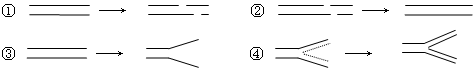 ① ②
③ ④